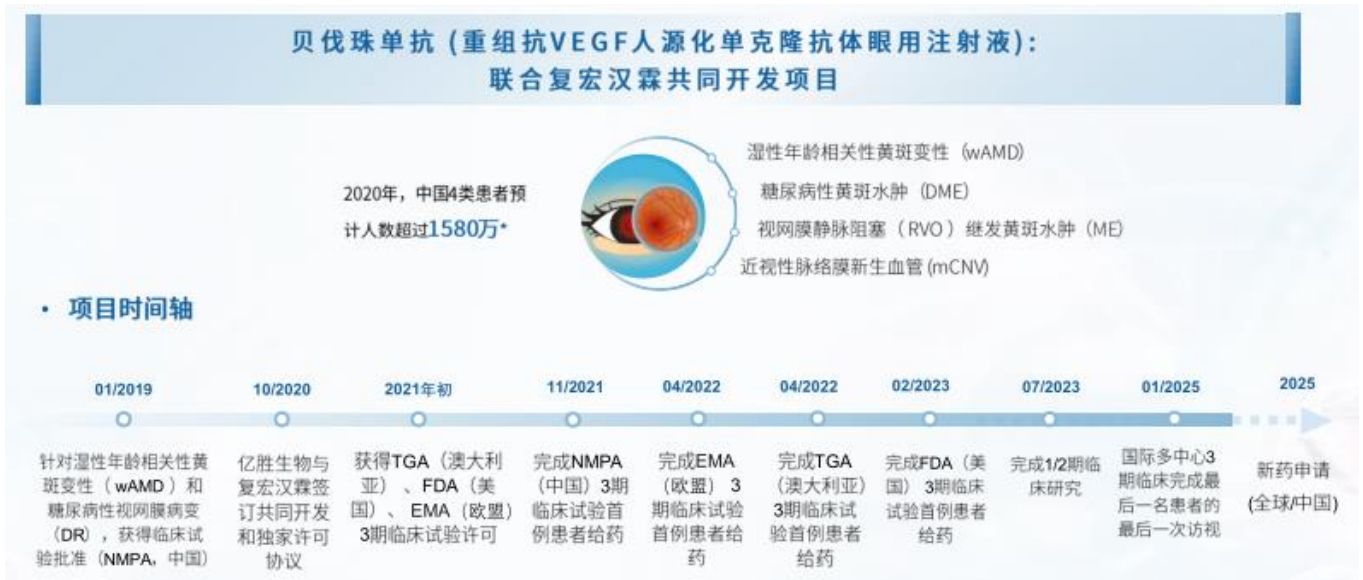 贝伐珠单抗 (重组抗VEGF人源化单克隆抗体眼用注射液):
联合复宏汉霖共同开发项目
2020年，中国4类患者预
计人数超过1580万*
湿性年龄相关性黄斑变性（wAMD）
糖尿病性黄斑水肿（DME）
视网膜静脉阻塞（RVO）继发黄斑水肿（ME）
近视性脉络膜新生血管 (mCNV)
• 项目时间轴
01/2019
针对湿性年龄相关性黄
斑变性（wAMD）和
糖尿病性视网膜病变
（DR），获得临床试
验批准（NMPA，中国）
10/2020
亿胜生物与
复宏汉霖签
订共同开发
和独家许可
协议
2021年初
获得TGA（澳大利
亚）、FDA（美
国）、EMA（欧盟）
3期临床试验许可
11/2021
完成NMPA
（中国）3期
临床试验首
例患者给药
04/2022
完成EMA
（欧盟） 3
期临床试验
首例患者给
药
04/2022
完成TGA
（澳大利亚）
3期临床试
验首例患者
给药
02/2023
完成FDA（美
国） 3期临床
试验首例患者
给药
07/2023
完成1/2期临
床研究
01/2025
国际多中心3
期临床完成最
后一名患者的
最后一次访视
2025
新药申请
(全球/中国)